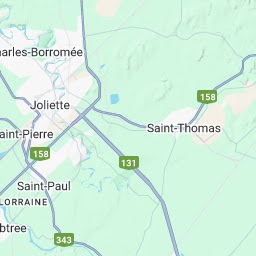 harles-Borromée
158
Joliette
Saint-Thomas
aint-Pierre
158
131
Saint-Paul
LORRAINE
btree
343